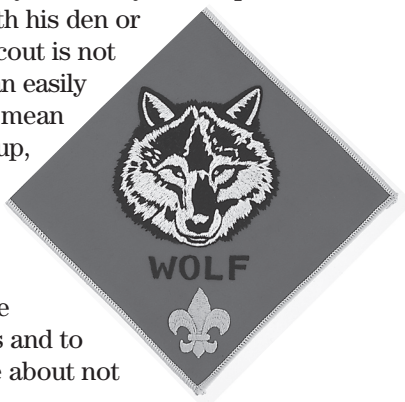 th his den or
cout is not
n easily
mean
up,
WOLF
e
s and to
e about not